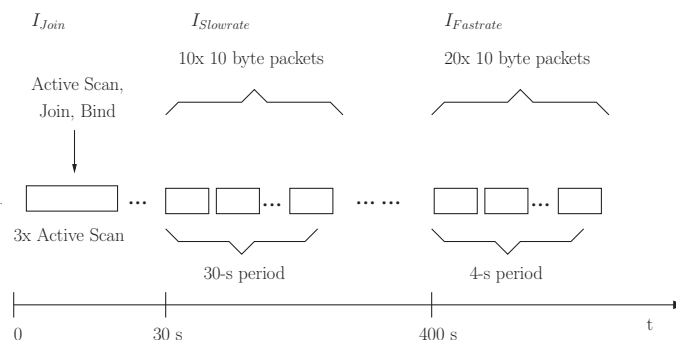 I_Join
I_Slowrate
I_Fastrate
10x 10 byte packets
20x 10 byte packets
Active Scan,
Join, Bind
... ... ... ... ...
3x Active Scan
30-s period
4-s period
0
30 s
400 s
t